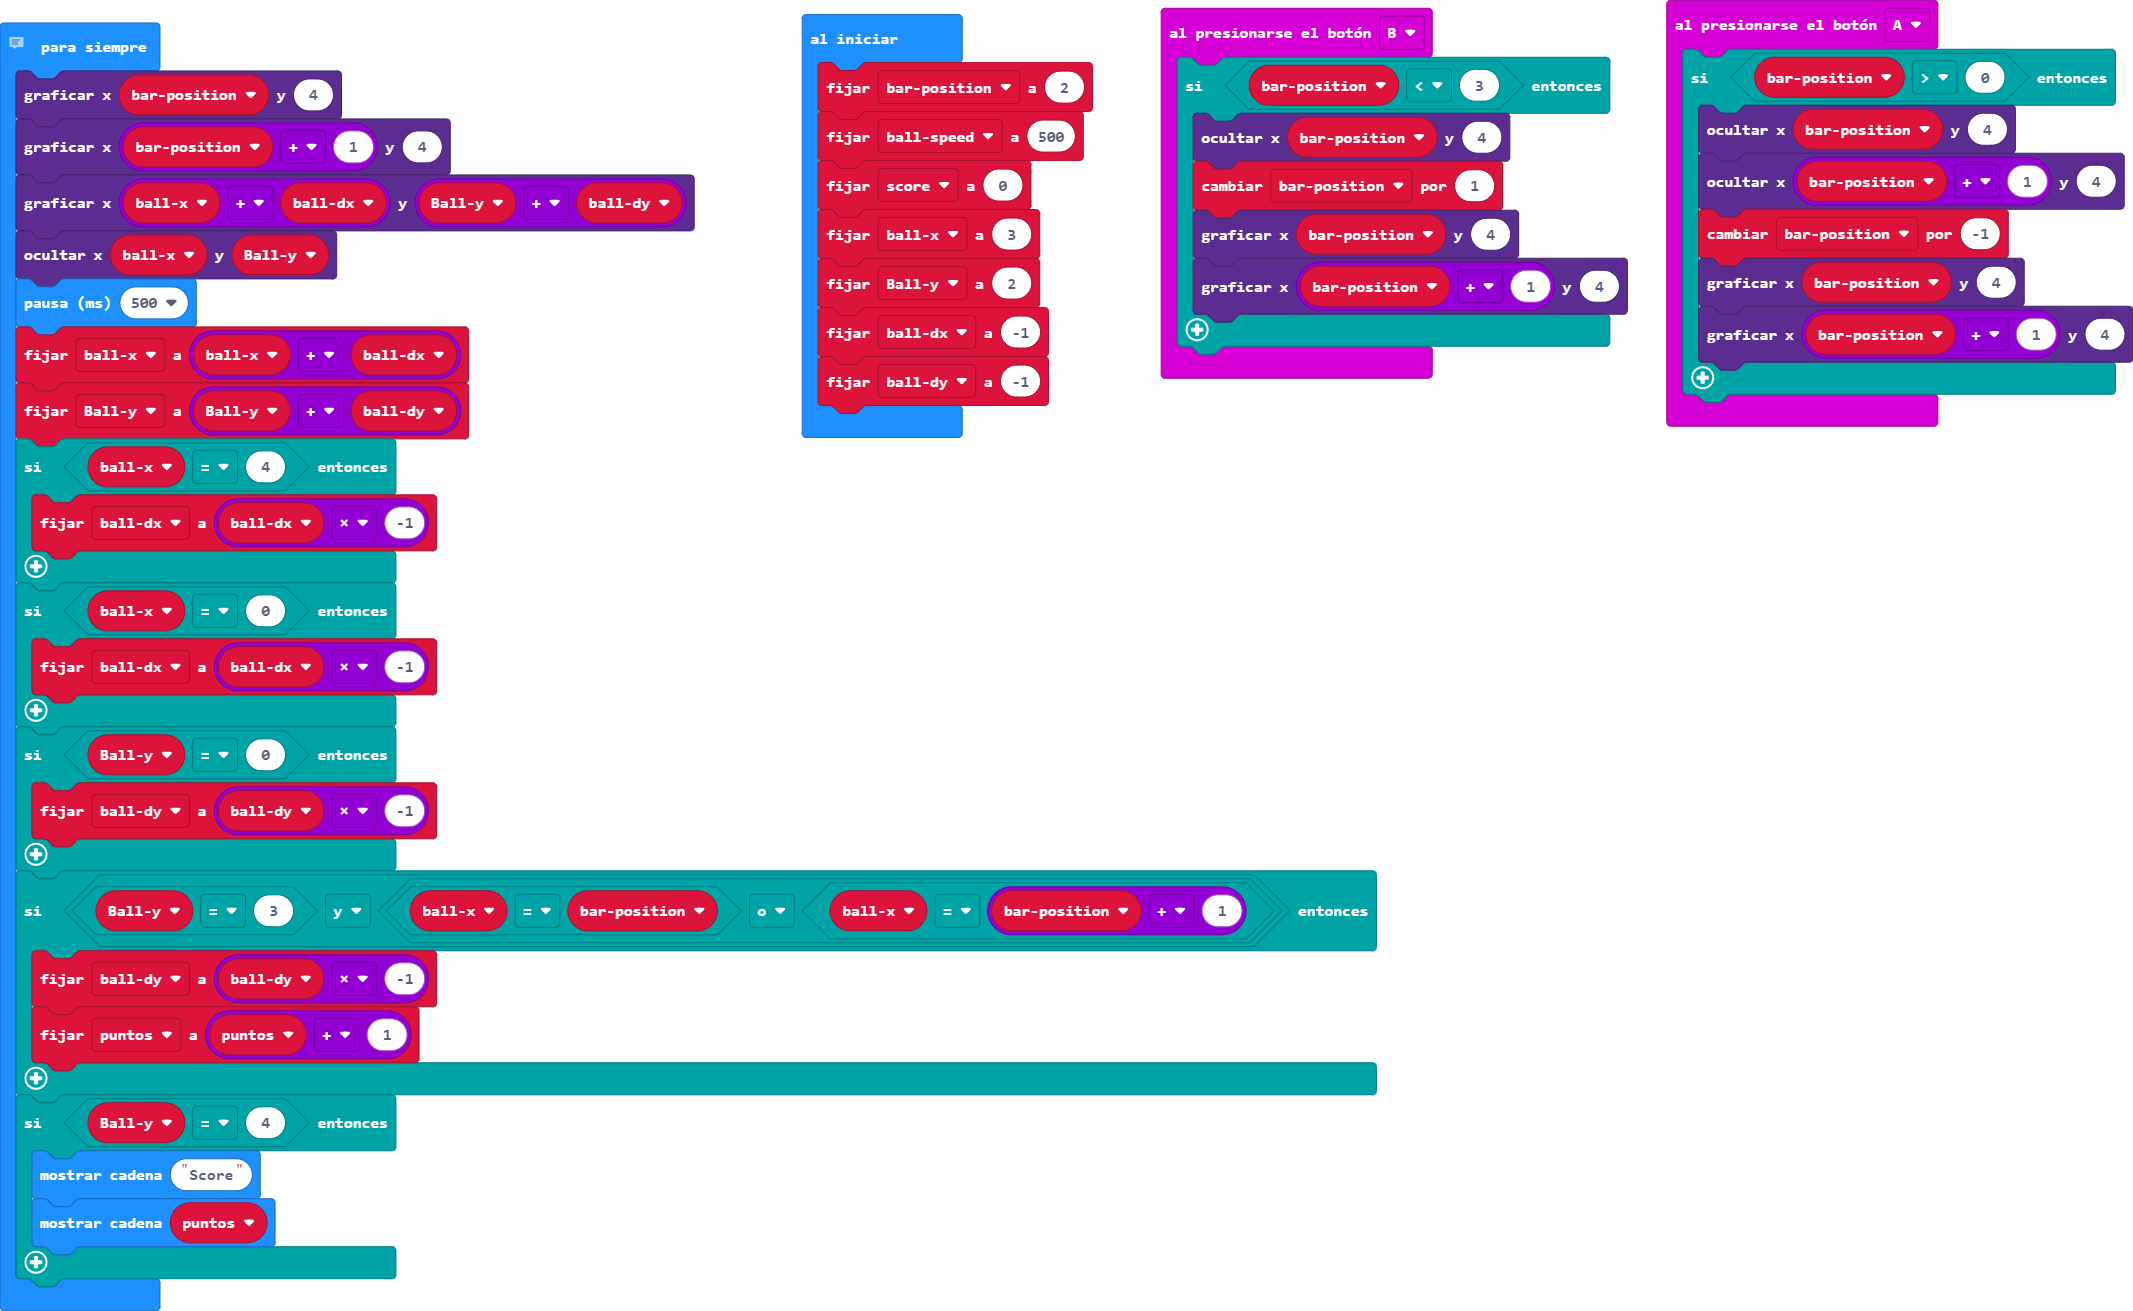 para siempre
graficar x bar-position y 4
graficar x bar-position + 1 y 4
graficar x ball-x + ball-dx y Ball-y + ball-dy
ocultar x ball-x y Ball-y
pausa (ms) 500
fijar ball-x a ball-x + ball-dx
fijar Ball-y a Ball-y + ball-dy
si ball-x = 4 entonces
fijar ball-dx a ball-dx × -1
si ball-x = 0 entonces
fijar ball-dx a ball-dx × -1
si Ball-y = 0 entonces
fijar ball-dy a ball-dy × -1
si Ball-y = 3 y ball-x = bar-position o ball-x = bar-position + 1 entonces
fijar ball-dy a ball-dy × -1
fijar puntos a puntos + 1
si Ball-y = 4 entonces
mostrar cadena "Score"
mostrar cadena puntos
al iniciar
fijar bar-position a 2
fijar ball-speed a 500
fijar score a 0
fijar ball-x a 3
fijar Ball-y a 2
fijar ball-dx a -1
fijar ball-dy a -1
al presionarse el botón B
si bar-position < 3 entonces
ocultar x bar-position y 4
cambiar bar-position por 1
graficar x bar-position y 4
graficar x bar-position + 1 y 4
al presionarse el botón A
si bar-position > 0 entonces
ocultar x bar-position y 4
ocultar x bar-position + 1 y 4
cambiar bar-position por -1
graficar x bar-position y 4
graficar x bar-position + 1 y 4